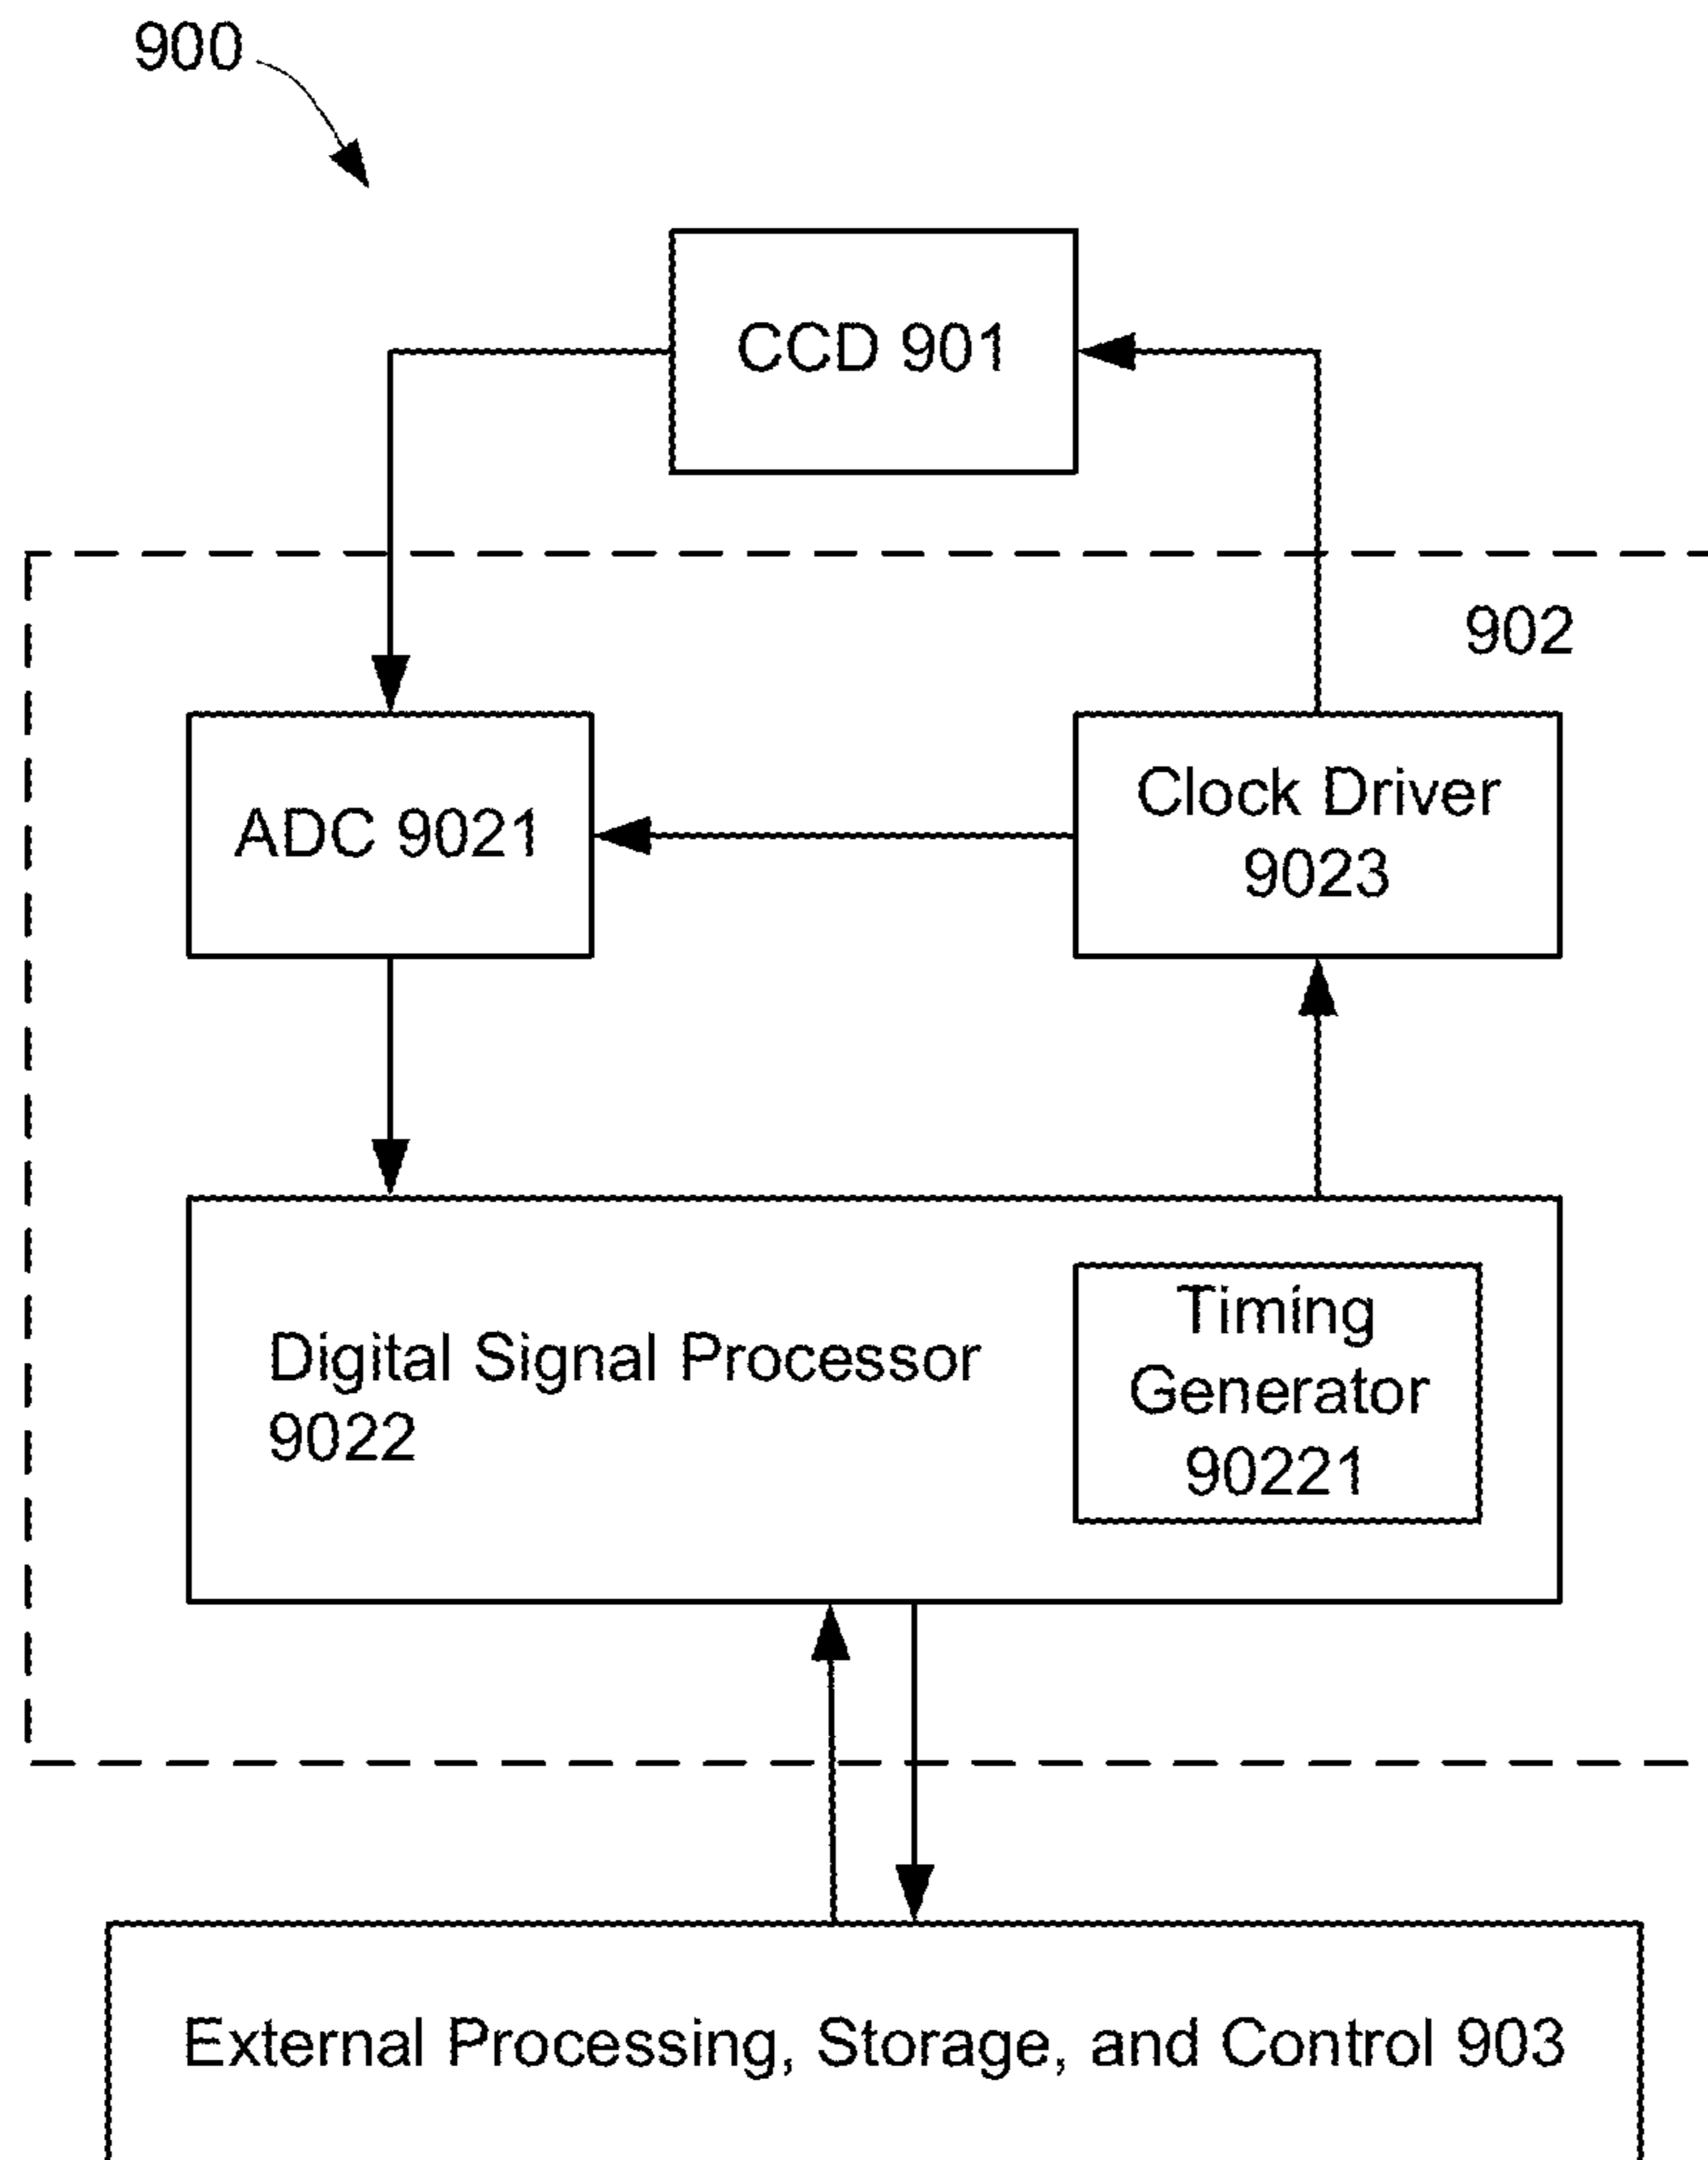 900
CCD 901
902
ADC 9021
Clock Driver
9023
Digital Signal Processor
9022
Timing
Generator
90221
External Processing, Storage, and Control 903